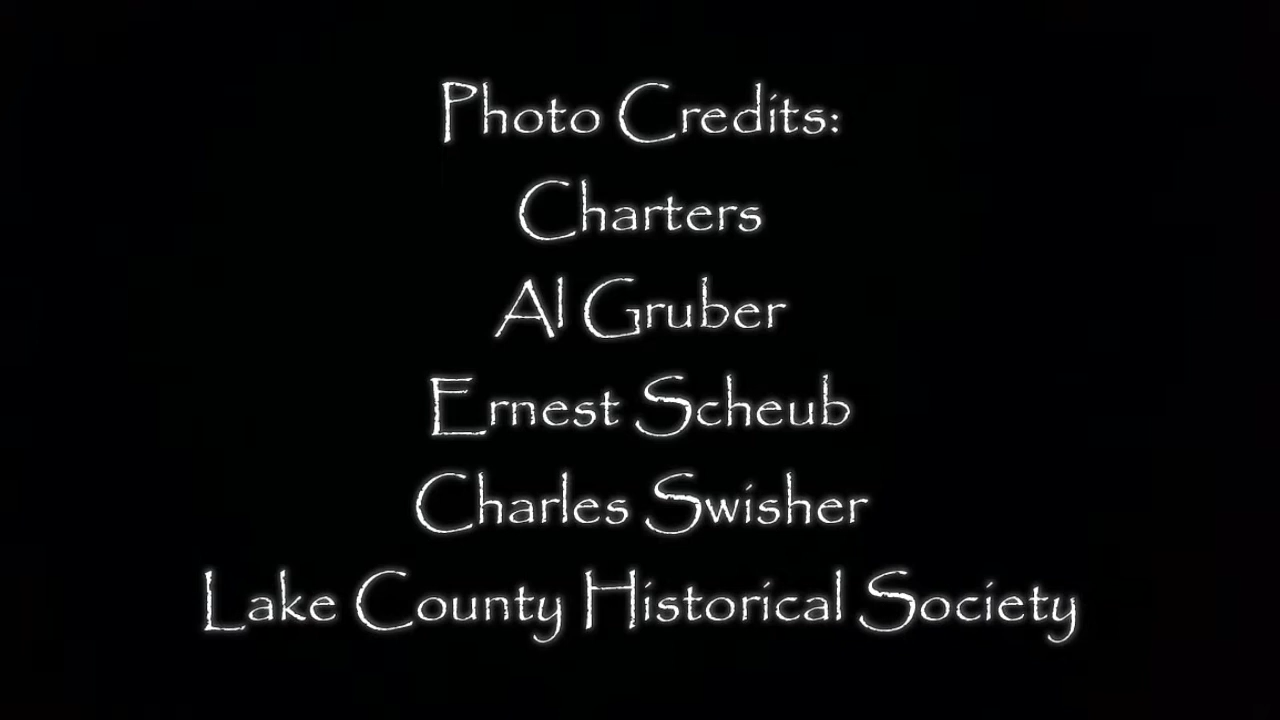 Photo Credits:
Charters
Al Gruber
Ernest Scheub
Charles Swisher
Lake County Historical Society